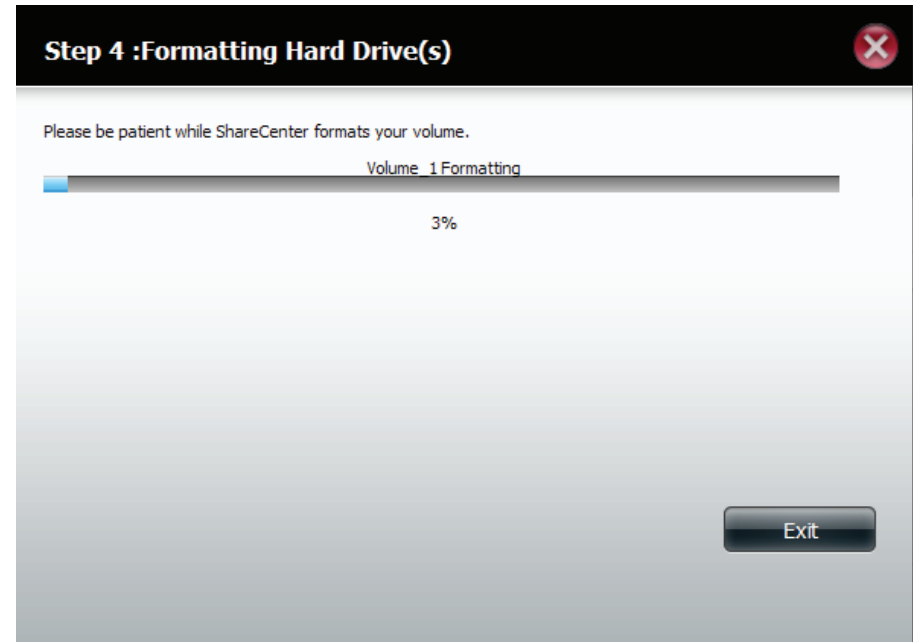 Step 4 :Formatting Hard Drive(s)
Please be patient while ShareCenter formats your volume.
Volume_1 Formatting
3%
Exit